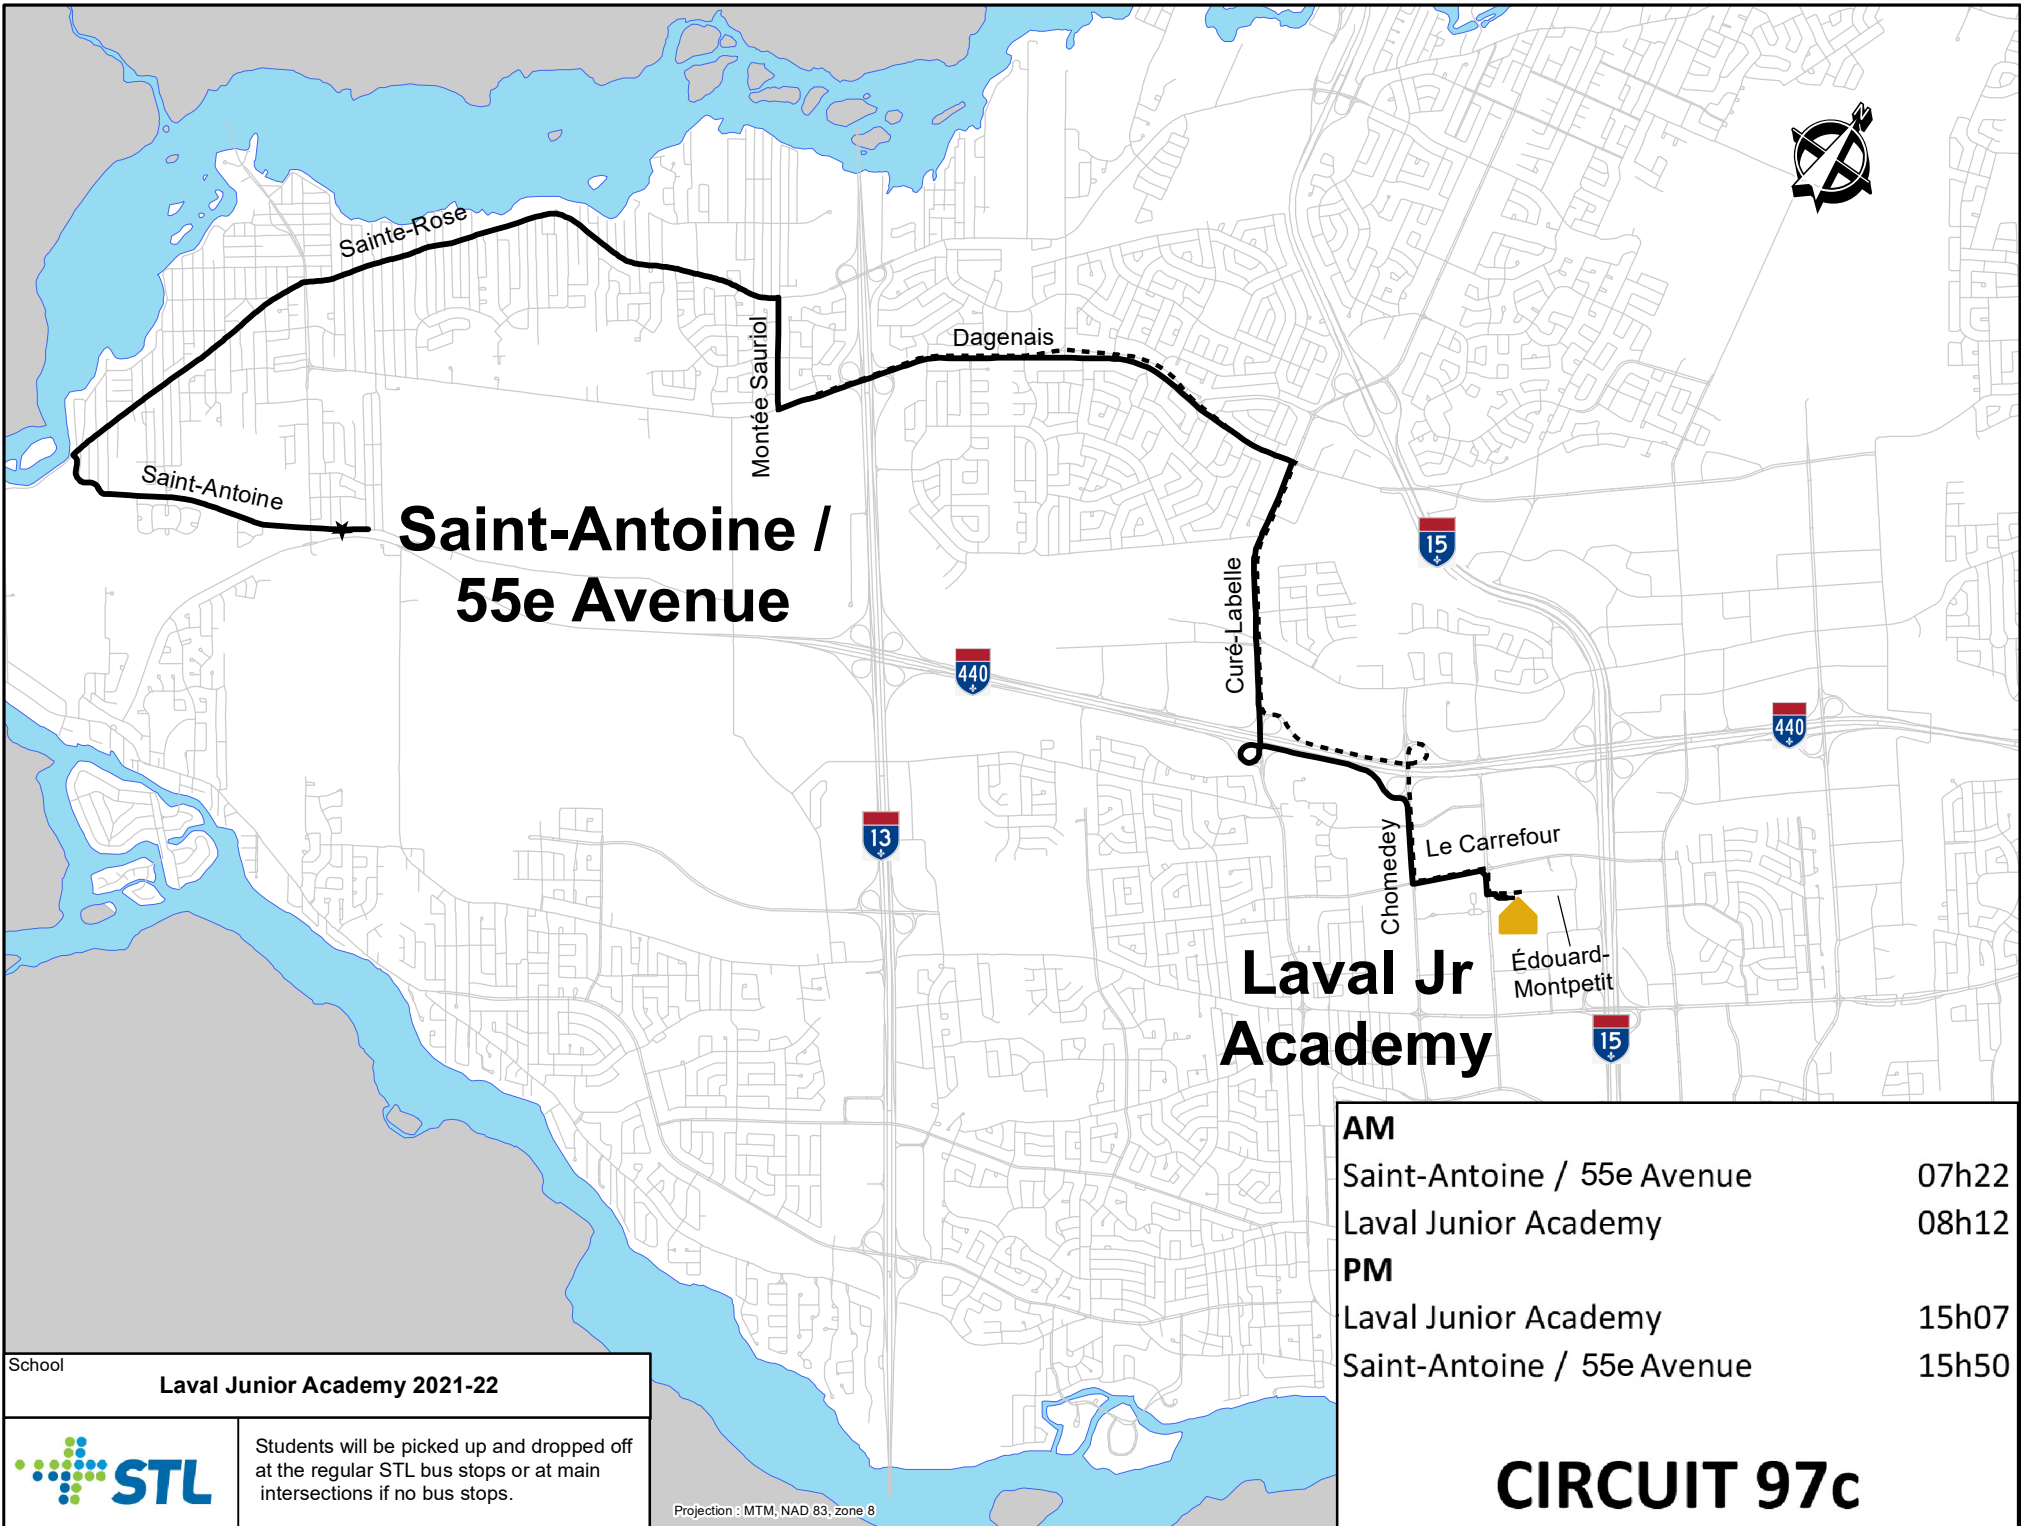 Sainte-Rose
Montée Sauriol
Dagenais
Saint-Antoine
Saint-Antoine /
55e Avenue
15
Curé-Labelle
440
440
13
Chomedey
Le Carrefour
Édouard-
Montpetit
Laval Jr
Academy
15
AM
Saint-Antoine / 55e Avenue 07h22
Laval Junior Academy 08h12
PM
Laval Junior Academy 15h07
Saint-Antoine / 55e Avenue 15h50
CIRCUIT 97c
School
Laval Junior Academy 2021-22
STL
Students will be picked up and dropped off
at the regular STL bus stops or at main
intersections if no bus stops.
Projection : MTM, NAD 83, zone 8
N